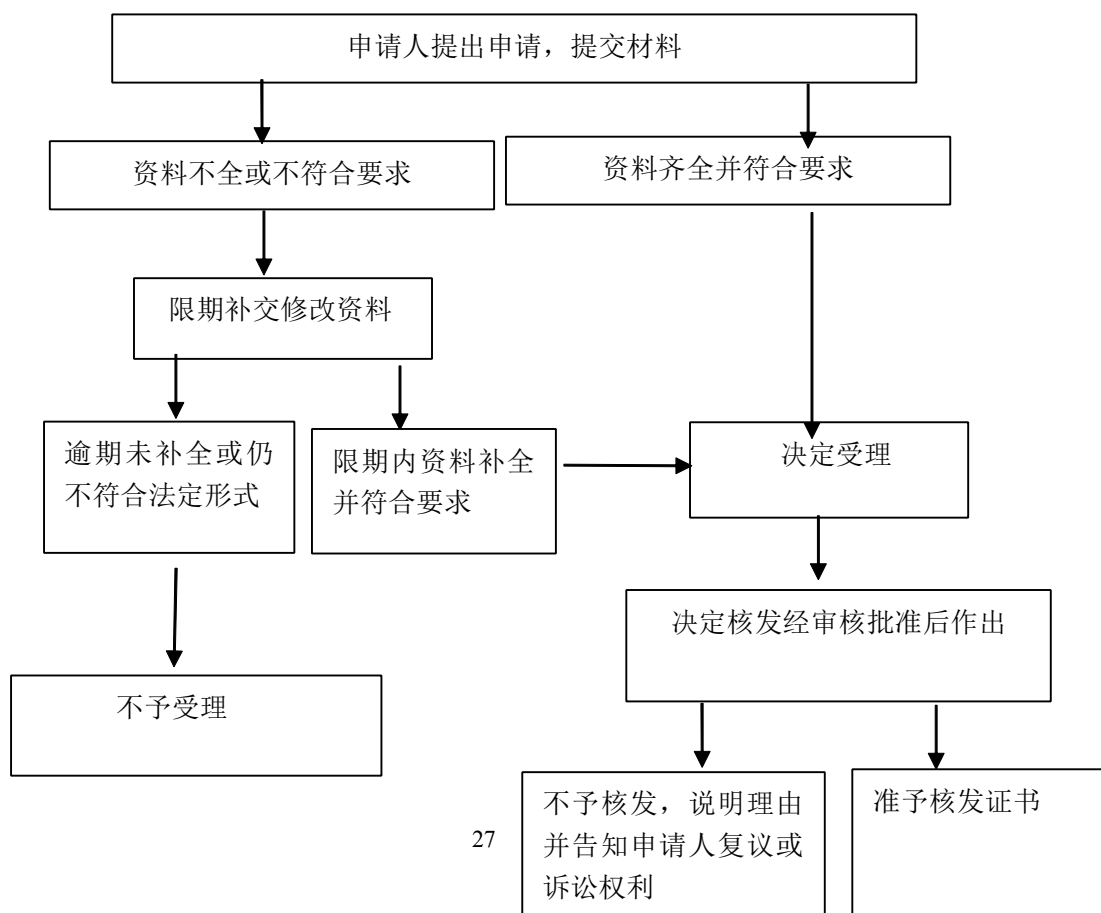 申请人提出申请，提交材料
资料不全或不符合要求
资料齐全并符合要求
限期补交修改资料
逾期未补全或仍
不符合法定形式
限期内资料补全
并符合要求
决定受理
决定核发经审核批准后作出
不予受理
不予核发，说明理由
并告知申请人复议或
诉讼权利
准予核发证书
27